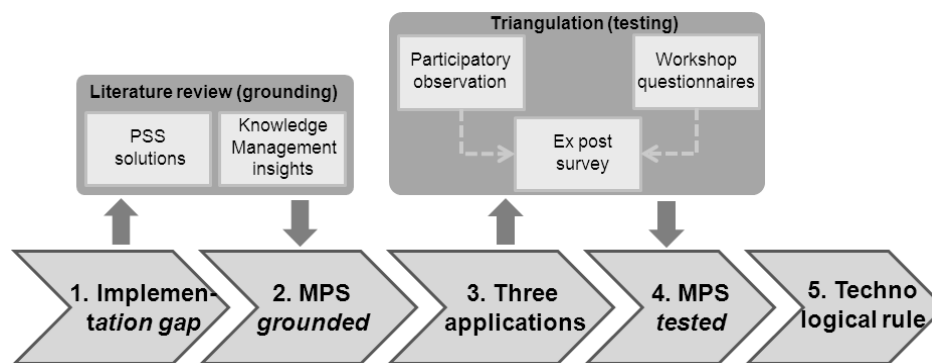 Triangulation (testing)
Participatory
observation
Workshop
questionnaires
Ex post
survey
Literature review (grounding)
PSS
solutions
Knowledge
Management
insights
1. Implemen-
tation gap
2. MPS
grounded
3. Three
applications
4. MPS
tested
5. Techno
logical rule